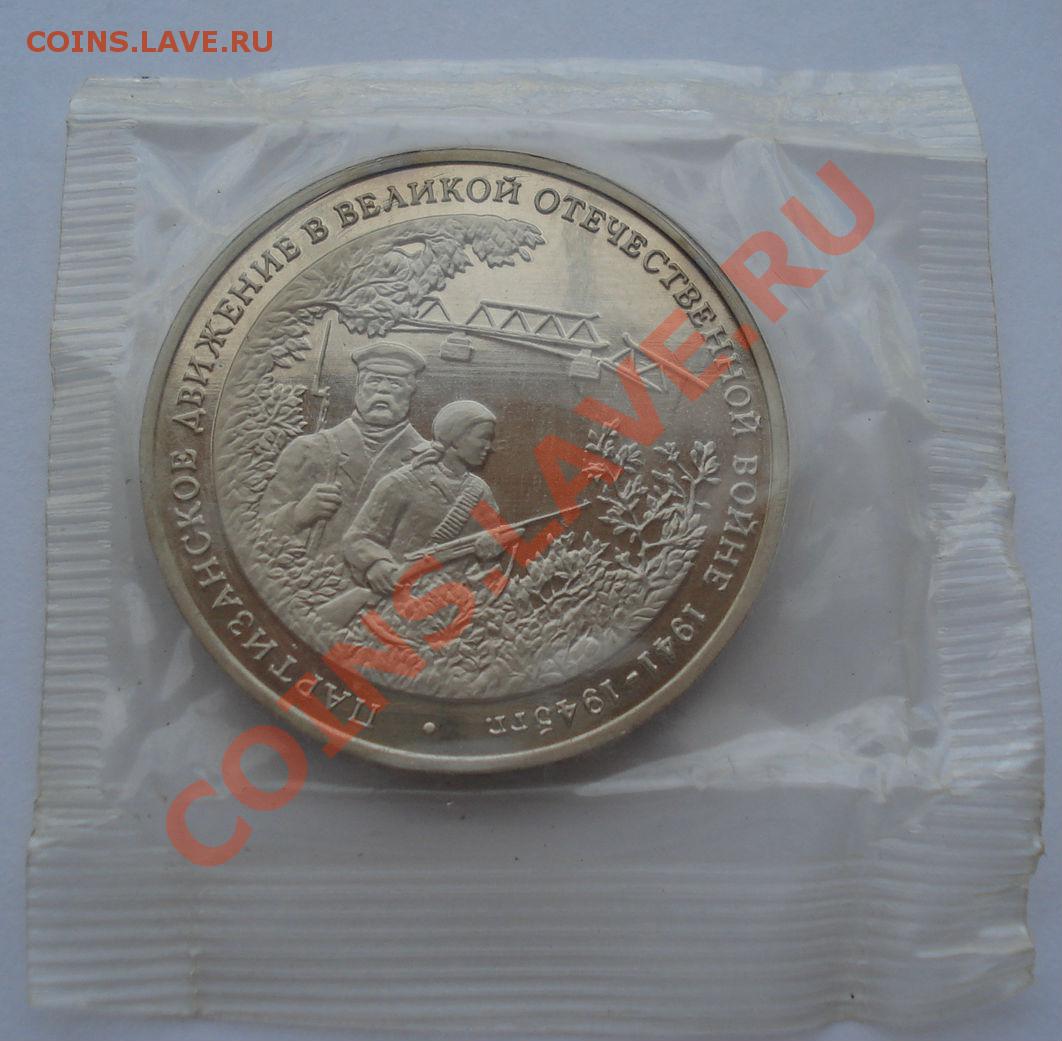 COINS.LAVE.RU
ПАРТИЗАНСКОЕ ДВИЖЕНИЕ В ВЕЛИКОЙ ОТЕЧЕСТВЕННОЙ ВОЙНЕ 1941-1945гг.
COINS.LAVE.RU